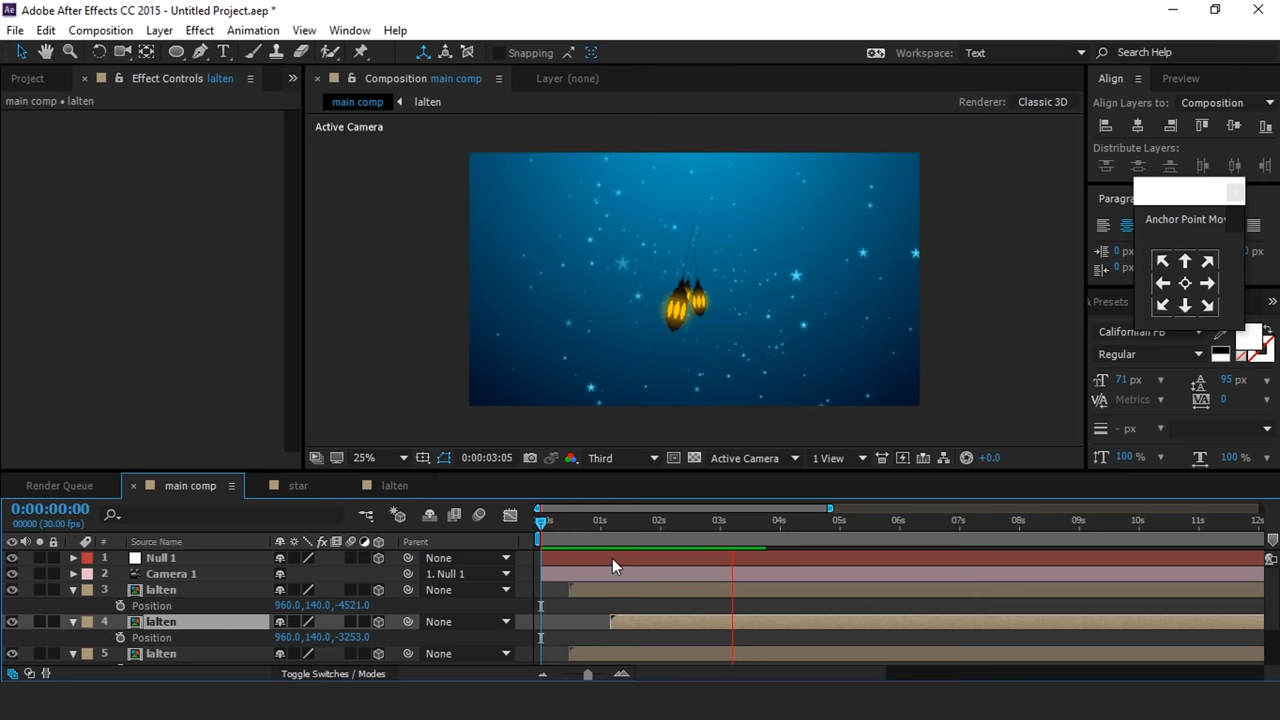 Adobe After Effects CC 2015 - Untitled Project.aep *
File Edit Composition Layer Effect Animation View Window Help
Snapping Workspace: Text Search Help
Project Effect Controls lalten Composition main comp Layer (none) Align Preview
main comp • lalten main comp lalten Renderer: Classic 3D Align Layers to: Composition
Active Camera
Distribute Layers:
Paragra
Anchor Point Mov
0 px 0 px
0 px
Presets
Californian FB
Regular
71 px 95 px
Metrics 0
- px
100 % 100 %
25% 0:00:03:05 Third Active Camera 1 View +0.0
Render Queue main comp star lalten
0:00:00:00
00000 (30.00 fps)
01s 02s 03s 04s 05s 06s 07s 08s 09s 10s 11s 12s
# Source Name Parent
1 Null 1 None
2 Camera 1 1. Null 1
3 lalten None
Position 960.0,140.0,-4521.0
4 lalten None
Position 960.0,140.0,-3253.0
5 lalten None
Toggle Switches / Modes